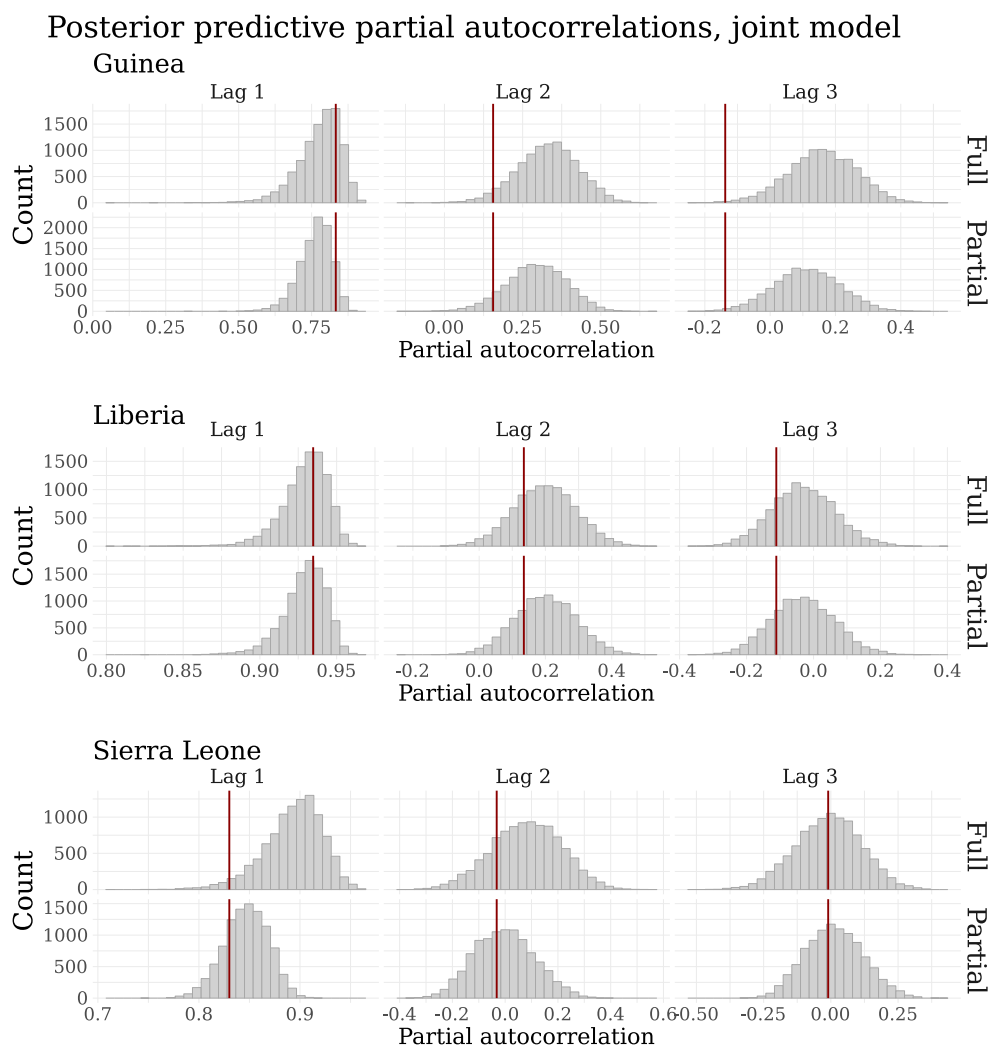 Posterior predictive partial autocorrelations, joint model
Guinea
Lag 1 Lag 2 Lag 3
Count
1500
1000
500
0
Full
2000
1500
1000
500
0
Partial
0.00 0.25 0.50 0.75 0.00 0.25 0.50 -0.2 0.0 0.2 0.4
Partial autocorrelation
Liberia
Lag 1 Lag 2 Lag 3
Count
1500
1000
500
0
Full
1500
1000
500
0
Partial
0.80 0.85 0.90 0.95 -0.2 0.0 0.2 0.4 -0.4 -0.2 0.0 0.2 0.4
Partial autocorrelation
Sierra Leone
Lag 1 Lag 2 Lag 3
Count
1000
500
0
Full
1500
1000
500
0
Partial
0.7 0.8 0.9 -0.4 -0.2 0.0 0.2 0.4 0.6 -0.50 -0.25 0.00 0.25
Partial autocorrelation